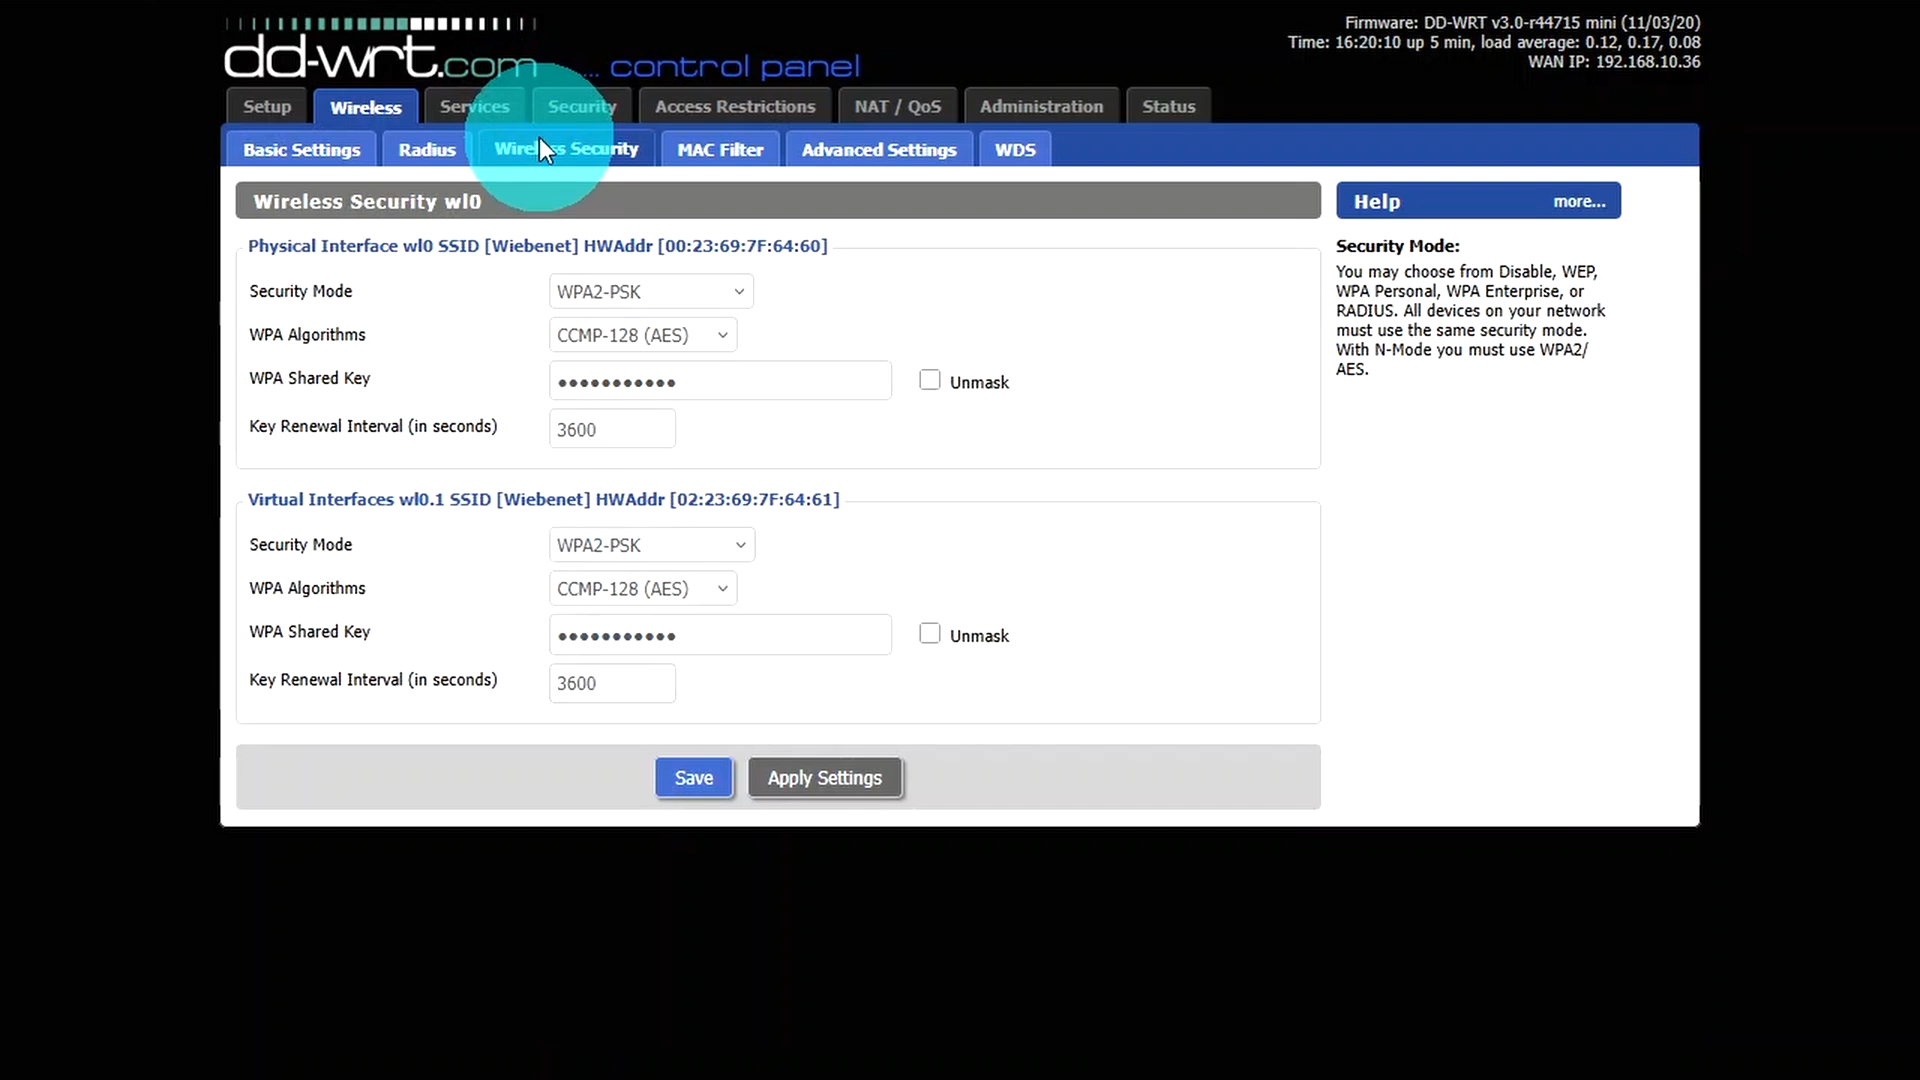 Firmware: DD-WRT v3.0-r44715 mini (11/03/20)
Time: 16:20:10 up 5 min, load average: 0.12, 0.17, 0.08
WAN IP: 192.168.10.36
dd-wrt.com ... control panel
Setup Wireless Services Security Access Restrictions NAT / QoS Administration Status
Basic Settings Radius Wireless Security MAC Filter Advanced Settings WDS
Wireless Security wl0
Physical Interface wl0 SSID [Wiebenet] HWAddr [00:23:69:7F:64:60]
Security Mode WPA2-PSK
WPA Algorithms CCMP-128 (AES)
WPA Shared Key ●●●●●●●●●●● Unmask
Key Renewal Interval (in seconds) 3600
Virtual Interfaces wl0.1 SSID [Wiebenet] HWAddr [02:23:69:7F:64:61]
Security Mode WPA2-PSK
WPA Algorithms CCMP-128 (AES)
WPA Shared Key ●●●●●●●●●●● Unmask
Key Renewal Interval (in seconds) 3600
Save Apply Settings
Help more...
Security Mode:
You may choose from Disable, WEP,
WPA Personal, WPA Enterprise, or
RADIUS. All devices on your network
must use the same security mode.
With N-Mode you must use WPA2/
AES.